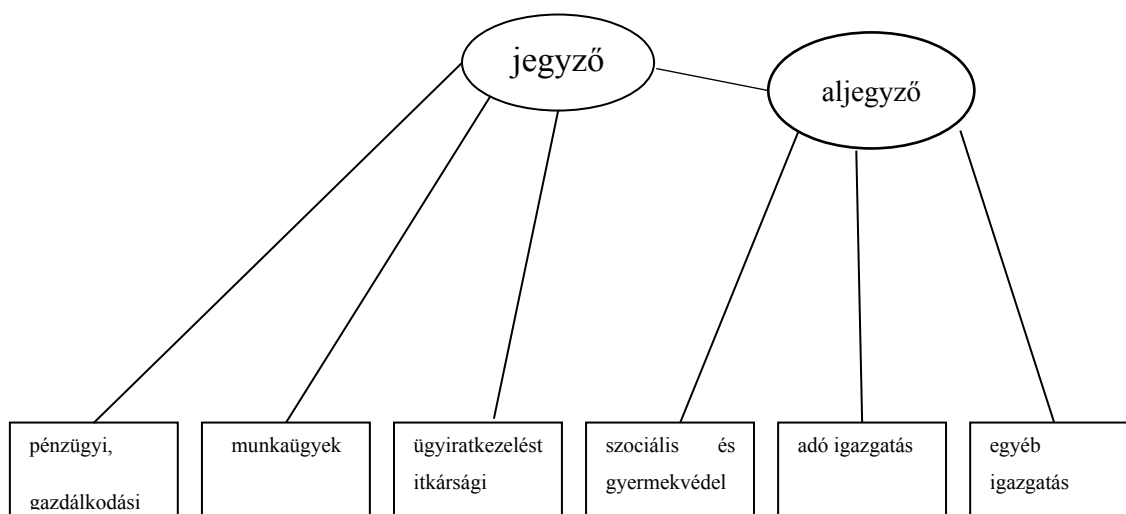 jegyző
aljegyző
pénzügyi,
gazdálkodási
munkaügyek
ügyiratkezelést
itkársági
szociális és
gyermekvédel
adó igazgatás
egyéb
igazgatás